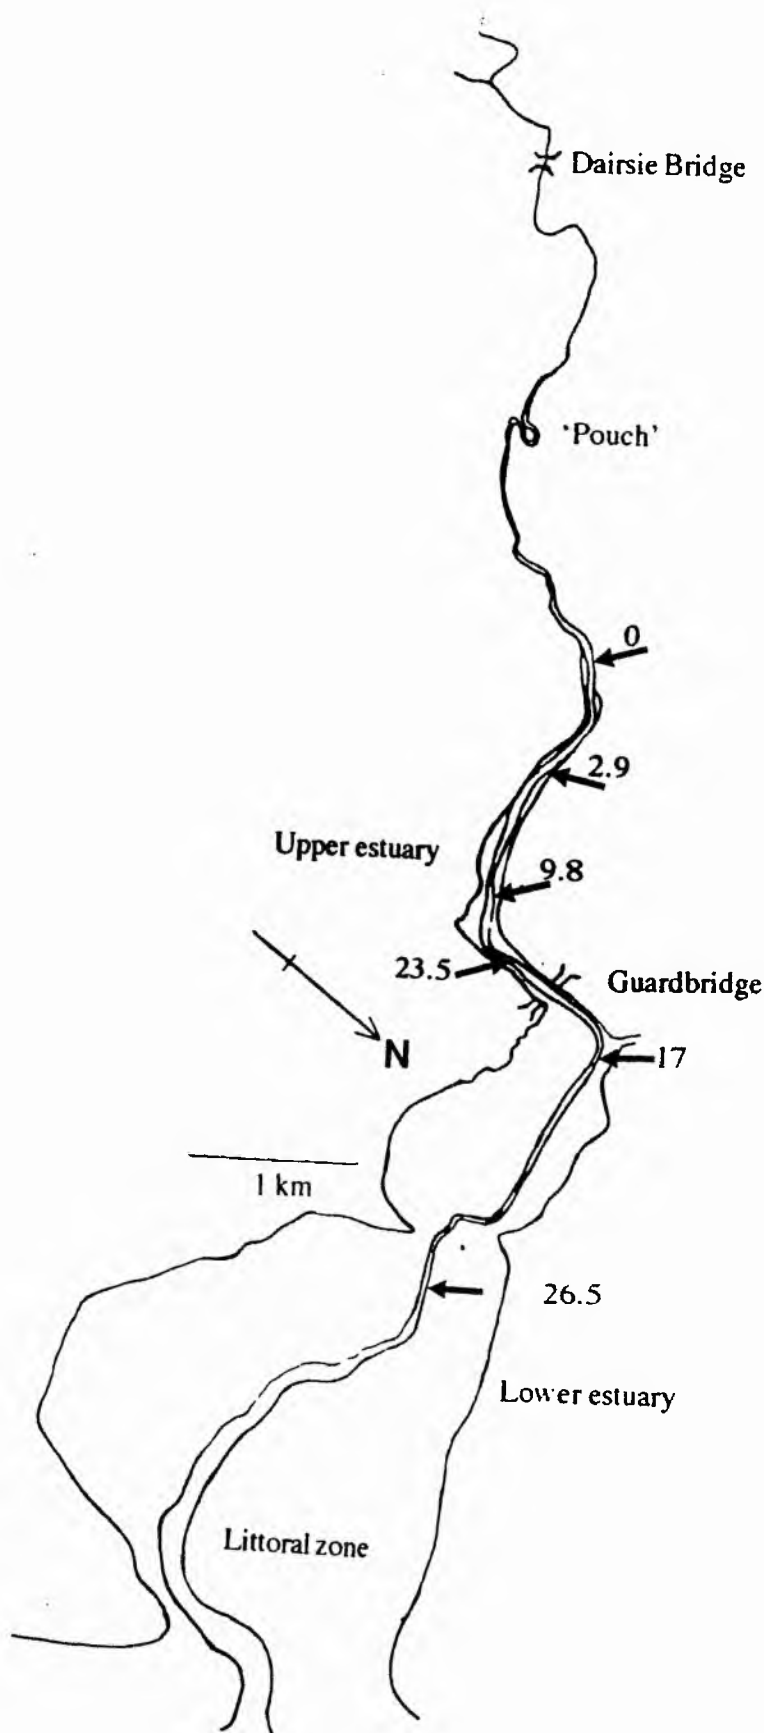 Dairsie Bridge
'Pouch'
0
2.9
Upper estuary
9.8
23.5
Guardbridge
N
17
1 km
26.5
Lower estuary
Littoral zone